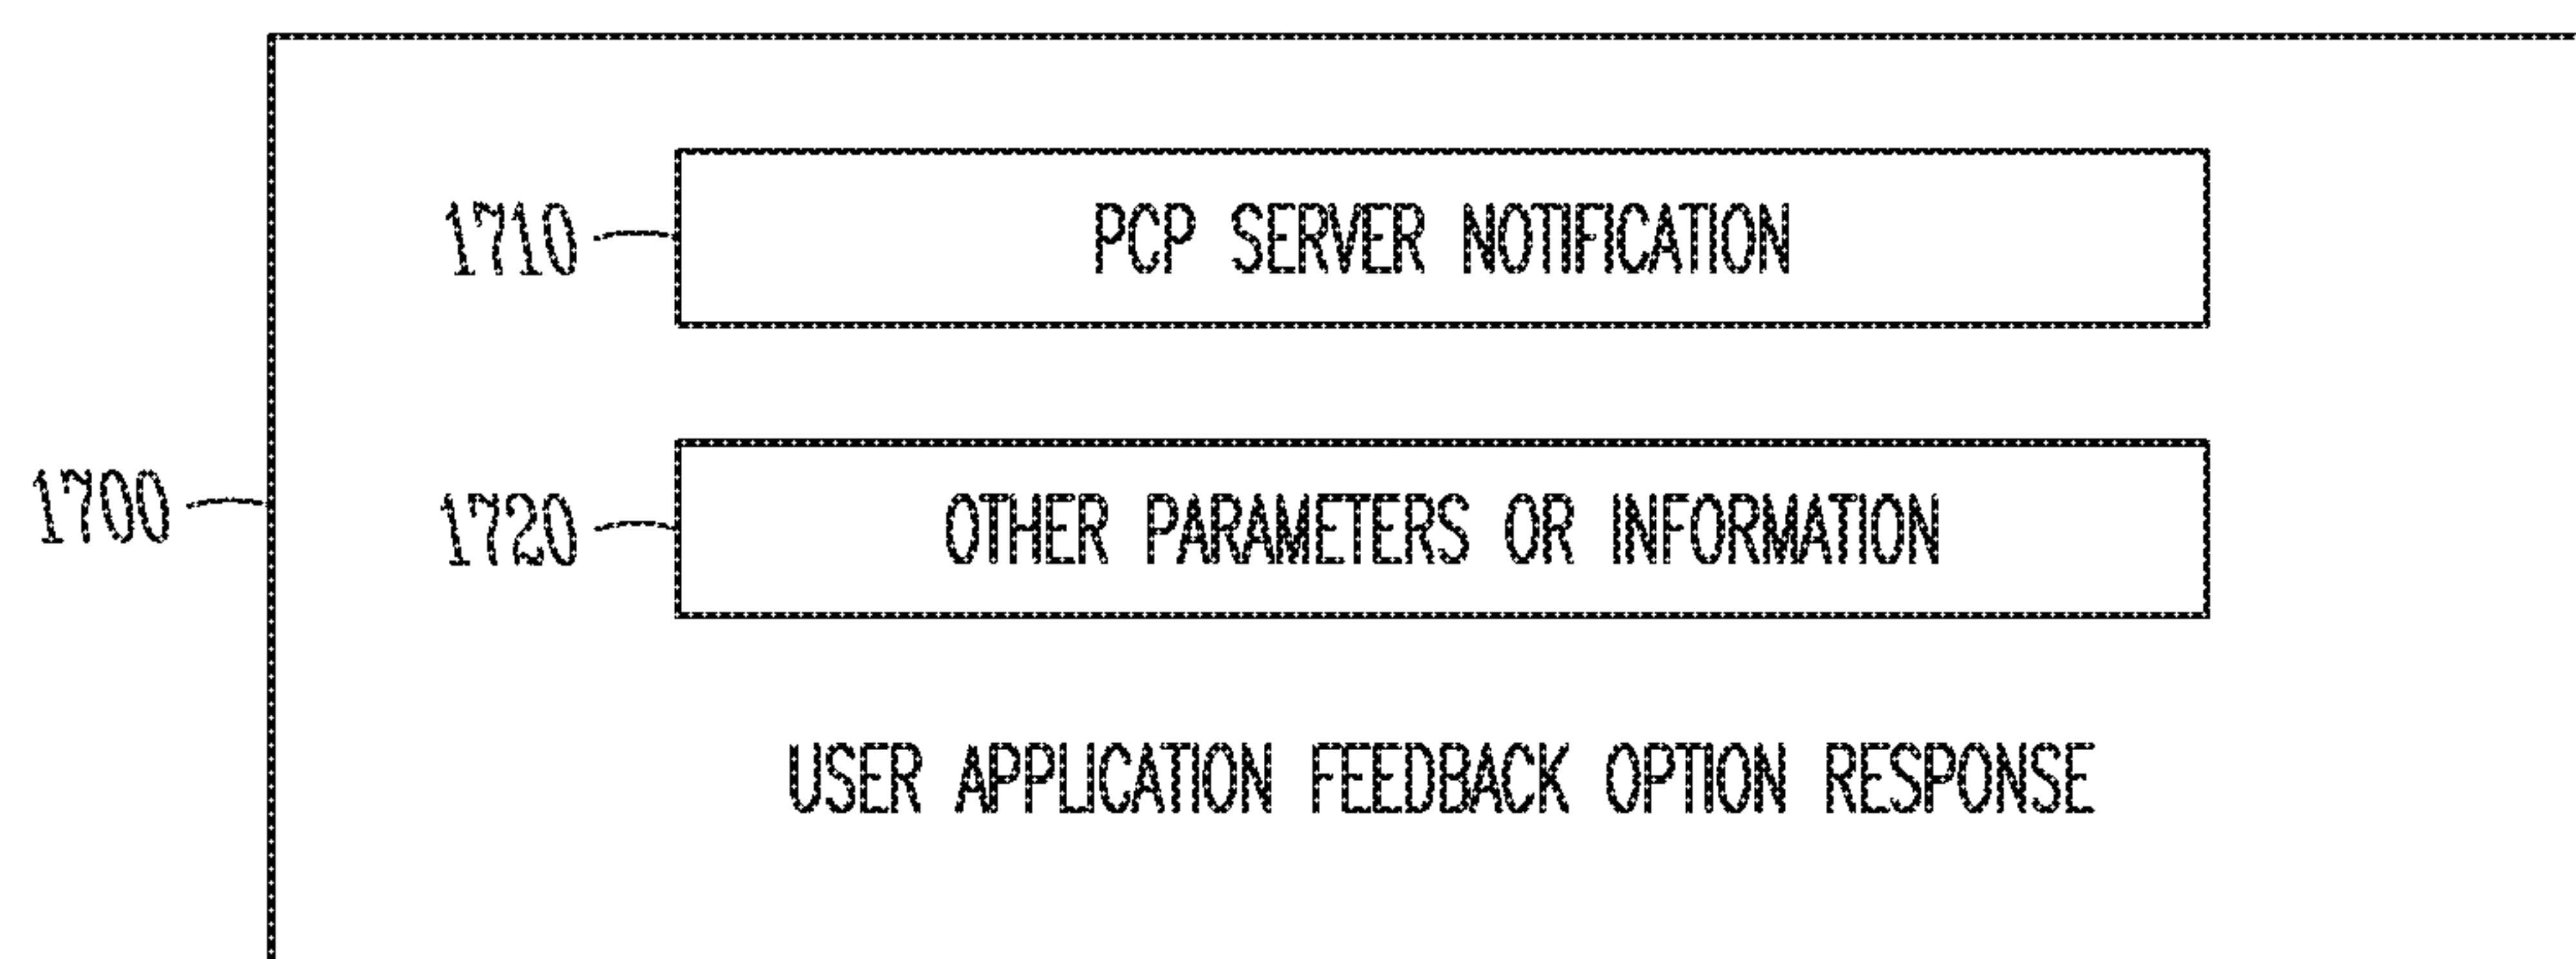 1710 PCP SERVER NOTIFICATION
1700
1720 OTHER PARAMETERS OR INFORMATION
USER APPLICATION FEEDBACK OPTION RESPONSE